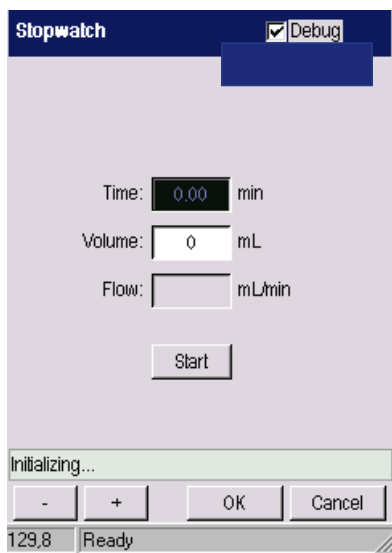 Stopwatch Debug
Time: 0.00 min
Volume: 0 mL
Flow: mL/min
Start
Initializing...
- + OK Cancel
129,8 Ready